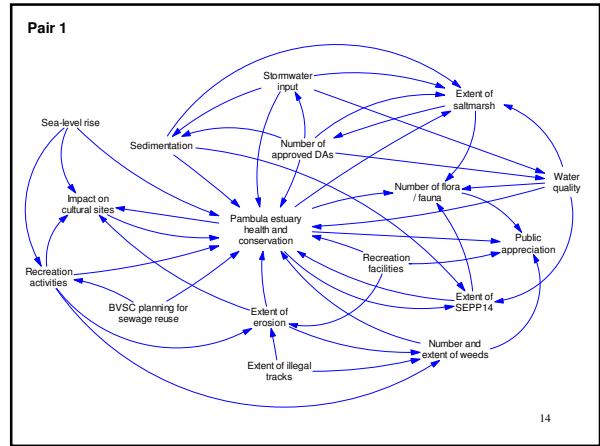 Pair 1
Stormwater
input
Extent of
saltmarsh
Sea-level rise
Sedimentation
Number of
approved DAs
Water
quality
Number of flora
/ fauna
Impact on
cultural sites
Pambula estuary
health and
conservation
Public
appreciation
Recreation
facilities
Recreation
activities
BVSC planning for
sewage reuse
Extent of
erosion
Extent of
SEPP14
Number and
extent of weeds
Extent of illegal
tracks
14